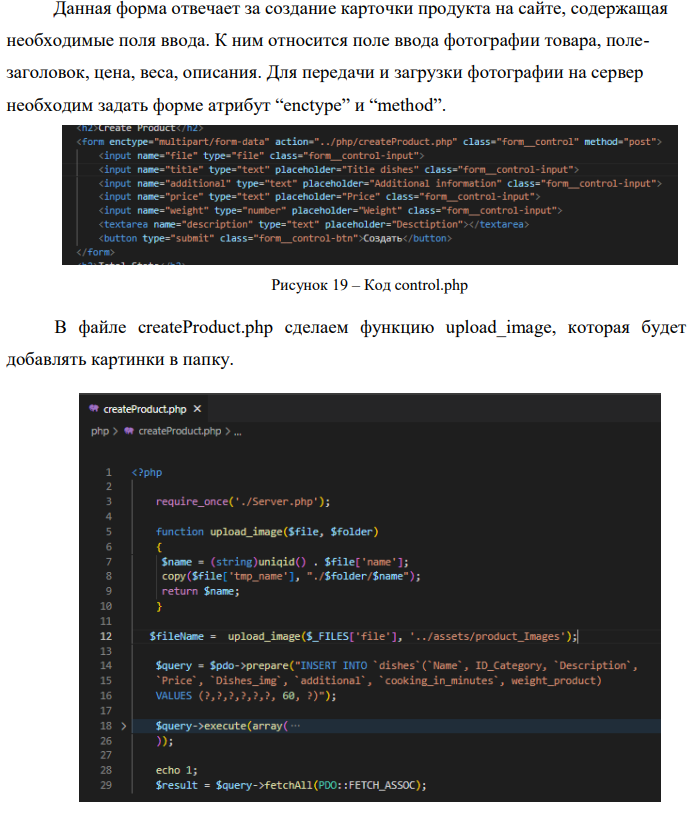 Данная форма отвечает за создание карточки продукта на сайте, содержащая
необходимые поля ввода. К ним относится поле ввода фотографии товара, поле-
заголовок, цена, веса, описания. Для передачи и загрузки фотографии на сервер
необходим задать форме атрибут “enctype” и “method”.
<h2>Create Product</h2>
<form enctype="multipart/form-data" action="../php/createProduct.php" class="form__control" method="post">
<input name="file" type="file" class="form__control-input">
<input name="title" type="text" placeholder="Title dishes" class="form__control-input">
<input name="additional" type="text" placeholder="Additional information" class="form__control-input">
<input name="price" type="text" placeholder="Price" class="form__control-input">
<input name="weight" type="number" placeholder="Weight" class="form__control-input">
<textarea name="description" type="text" placeholder="Desctiption"></textarea>
<button type="submit" class="form__control-btn">Создать</button>
</form>
Рисунок 19 – Код control.php
В файле createProduct.php сделаем функцию upload_image, которая будет
добавлять картинки в папку.
createProduct.php ×
php > createProduct.php > ...
1 <?php
2
3 require_once('./Server.php');
4
5 function upload_image($file, $folder)
6 {
7 $name = (string)uniqid() . $file['name'];
8 copy($file['tmp_name'], "./$folder/$name");
9 return $name;
10 }
11
12 $fileName = upload_image($_FILES['file'], '../assets/product_Images');
13
14 $query = $pdo->prepare("INSERT INTO `dishes`(`Name`, ID_Category, `Description`,
15 `Price`, `Dishes_img`, `additional`, `cooking_in_minutes`, weight_product)
16 VALUES (?,?,?,?,?,?, 60, ?)");
17
18 > $query->execute(array( ⋯
26 ));
27
28 echo 1;
29 $result = $query->fetchAll(PDO::FETCH_ASSOC);